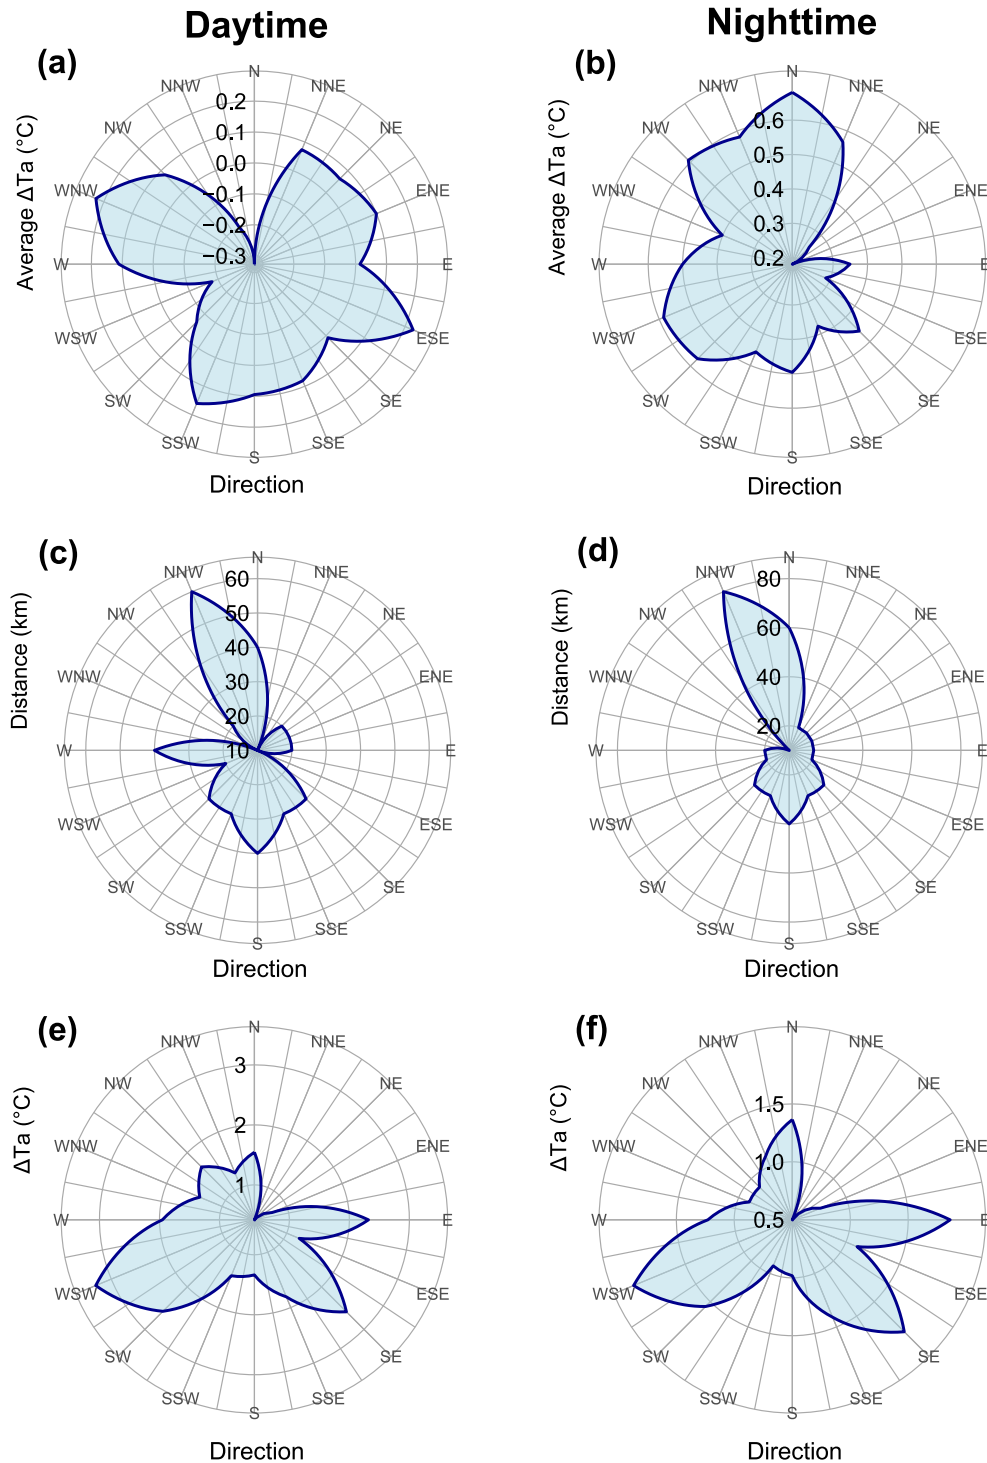 Daytime
Nighttime
(a)
Average ΔTa (°C)
N
NNE
NE
ENE
E
ESE
SE
SSE
S
SSW
SW
WSW
W
WNW
NW
NNW
0.2
0.1
0.0
−0.1
−0.2
−0.3
Direction
(b)
Average ΔTa (°C)
N
NNE
NE
ENE
E
ESE
SE
SSE
S
SSW
SW
WSW
W
WNW
NW
NNW
0.6
0.5
0.4
0.3
0.2
Direction
(c)
Distance (km)
N
NNE
NE
ENE
E
ESE
SE
SSE
S
SSW
SW
WSW
W
WNW
NW
NNW
60
50
40
30
20
10
Direction
(d)
Distance (km)
N
NNE
NE
ENE
E
ESE
SE
SSE
S
SSW
SW
WSW
W
WNW
NW
NNW
80
60
40
20
Direction
(e)
ΔTa (°C)
N
NNE
NE
ENE
E
ESE
SE
SSE
S
SSW
SW
WSW
W
WNW
NW
NNW
3
2
1
Direction
(f)
ΔTa (°C)
N
NNE
NE
ENE
E
ESE
SE
SSE
S
SSW
SW
WSW
W
WNW
NW
NNW
1.5
1.0
0.5
Direction